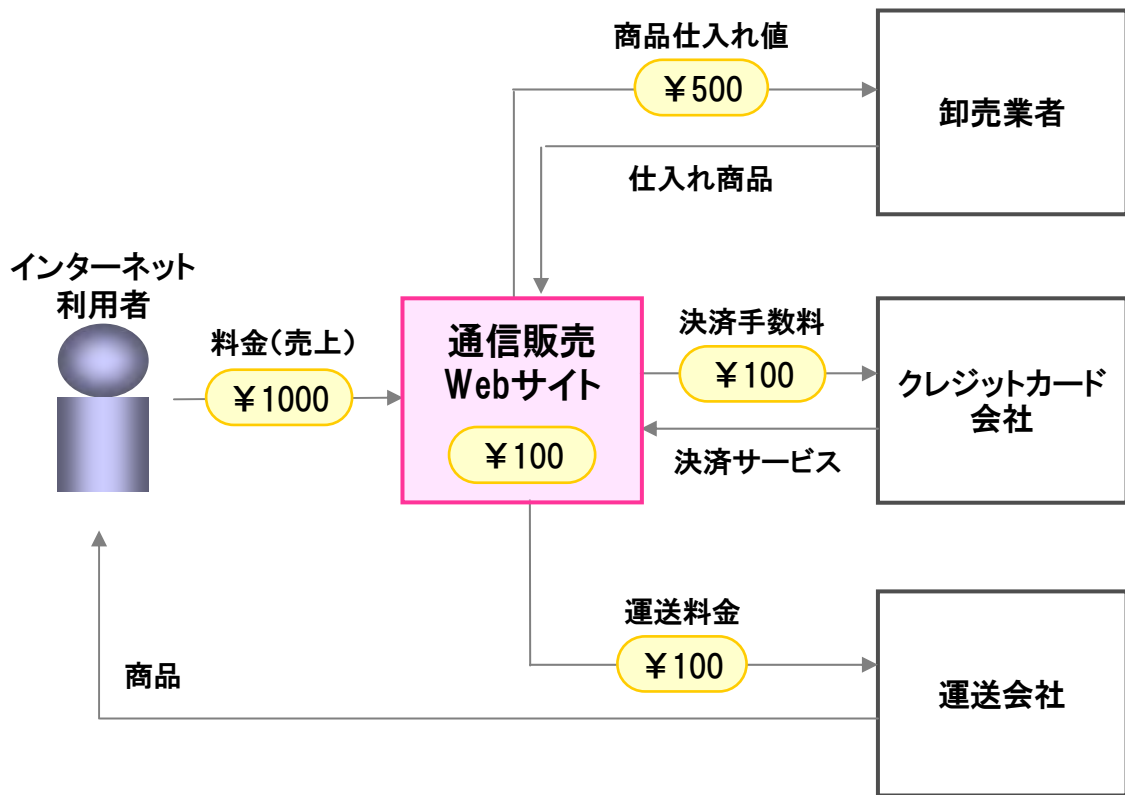 商品仕入れ値
¥500
卸売業者
仕入れ商品
インターネット
利用者
料金(売上)
¥1000
通信販売
Webサイト
¥100
決済手数料
¥100
クレジットカード
会社
決済サービス
運送料金
¥100
運送会社
商品